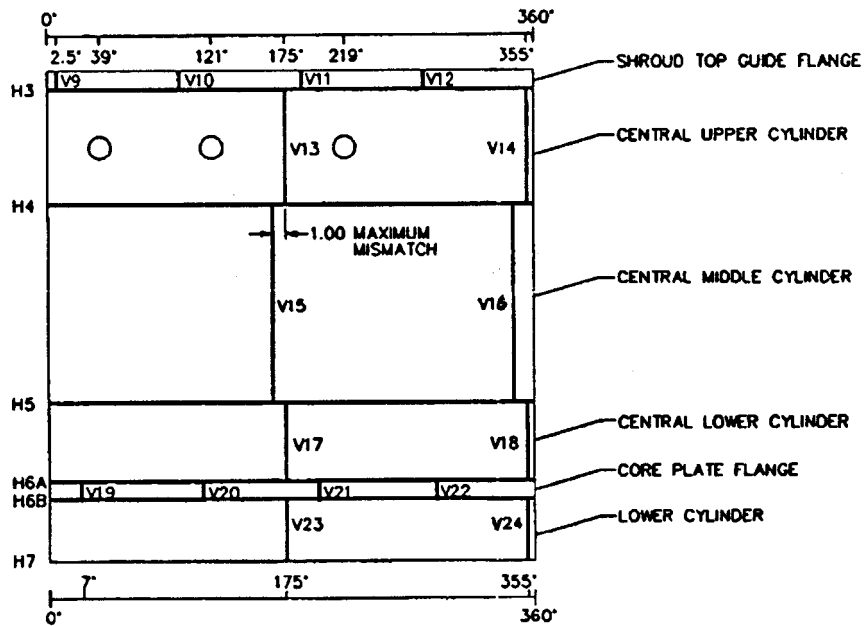 0° 360°
2.5° 39° 121° 175° 219° 355°
V9 V10 V11 V12 SHROUD TOP GUIDE FLANGE
H3
V13 V14 CENTRAL UPPER CYLINDER
H4
1.00 MAXIMUM
MISMATCH
CENTRAL MIDDLE CYLINDER
V15 V16
H5
V17 V18 CENTRAL LOWER CYLINDER
H6A
V19 V20 V21 V22 CORE PLATE FLANGE
H6B
V23 V24 LOWER CYLINDER
H7
7° 175° 355°
0° 360°